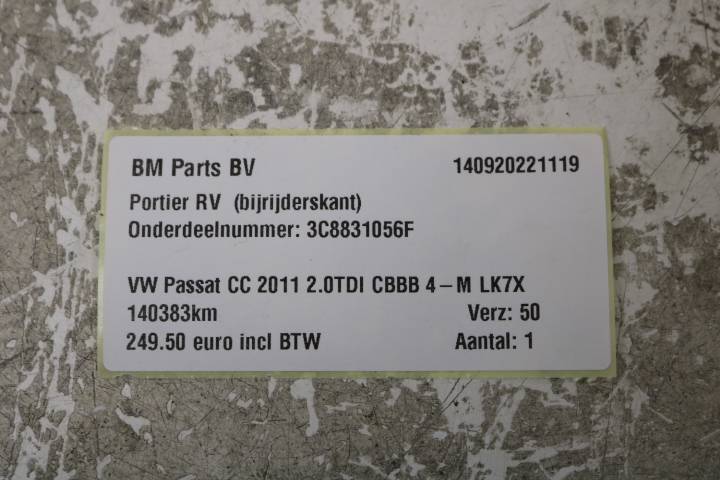 BM Parts BV 140920221119
Portier RV (bijrijderskant)
Onderdeelnummer: 3C8831056F
VW Passat CC 2011 2.0TDI CBBB 4-M LK7X
140383km Verz: 50
249.50 euro incl BTW Aantal: 1